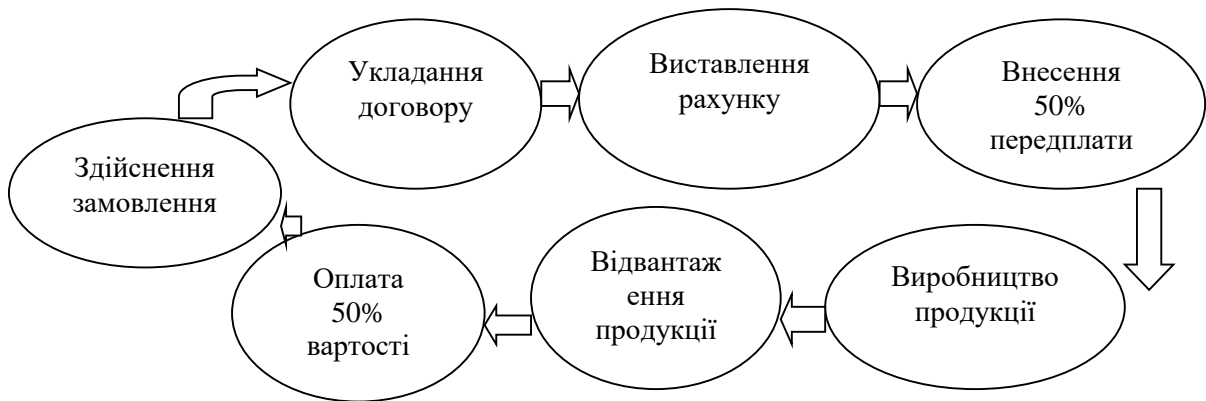 Здійснення
замовлення
Укладання
договору
Виставлення
рахунку
Внесення
50%
передплати
Виробництво
продукції
Відвантаж
ення
продукції
Оплата
50%
вартості